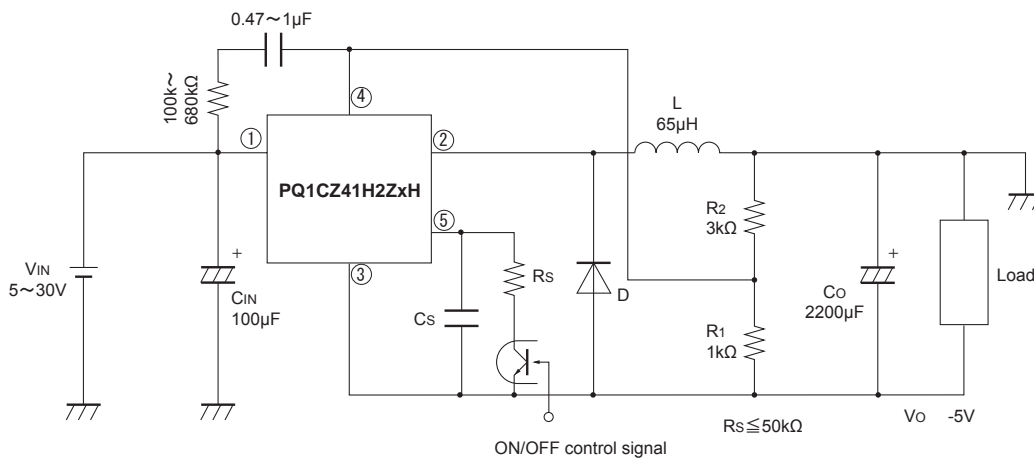 0.47~1μF
100k~
680kΩ
④
①
②
L
65μH
PQ1CZ41H2ZxH
⑤
③
R2
3kΩ
VIN
5~30V
+
CIN
100μF
CS
RS
D
R1
1kΩ
+
CO
2200μF
Load
RS≦50kΩ
VO -5V
ON/OFF control signal